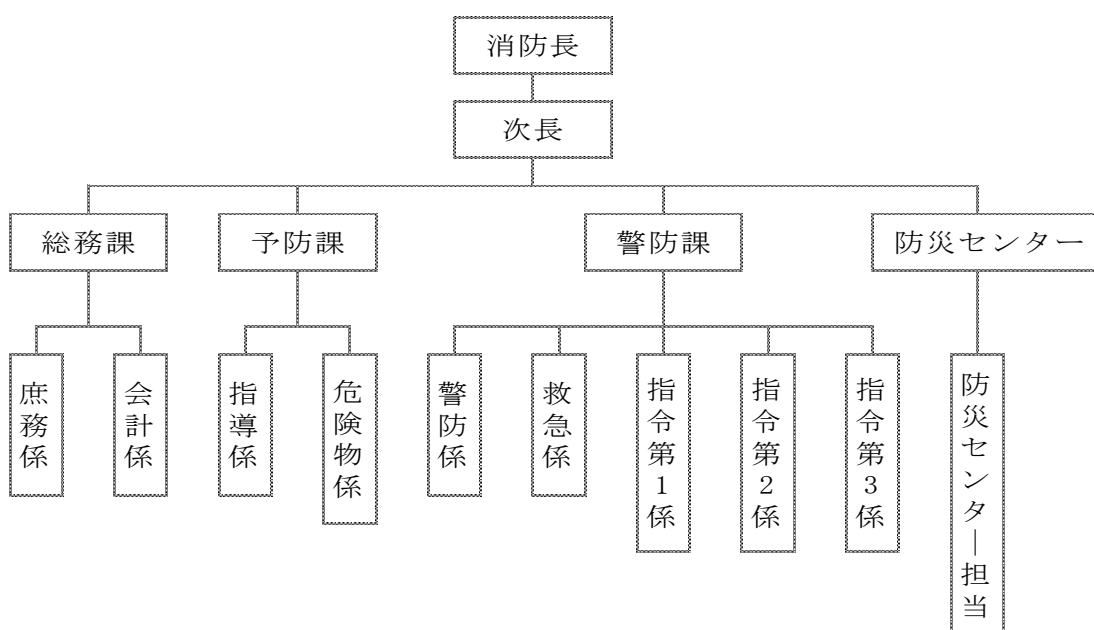 消防長
次長
総務課
予防課
警防課
防災センター
庶務係
会計係
指導係
危険物係
警防係
救急係
指令第1係
指令第2係
指令第3係
防災センター担当